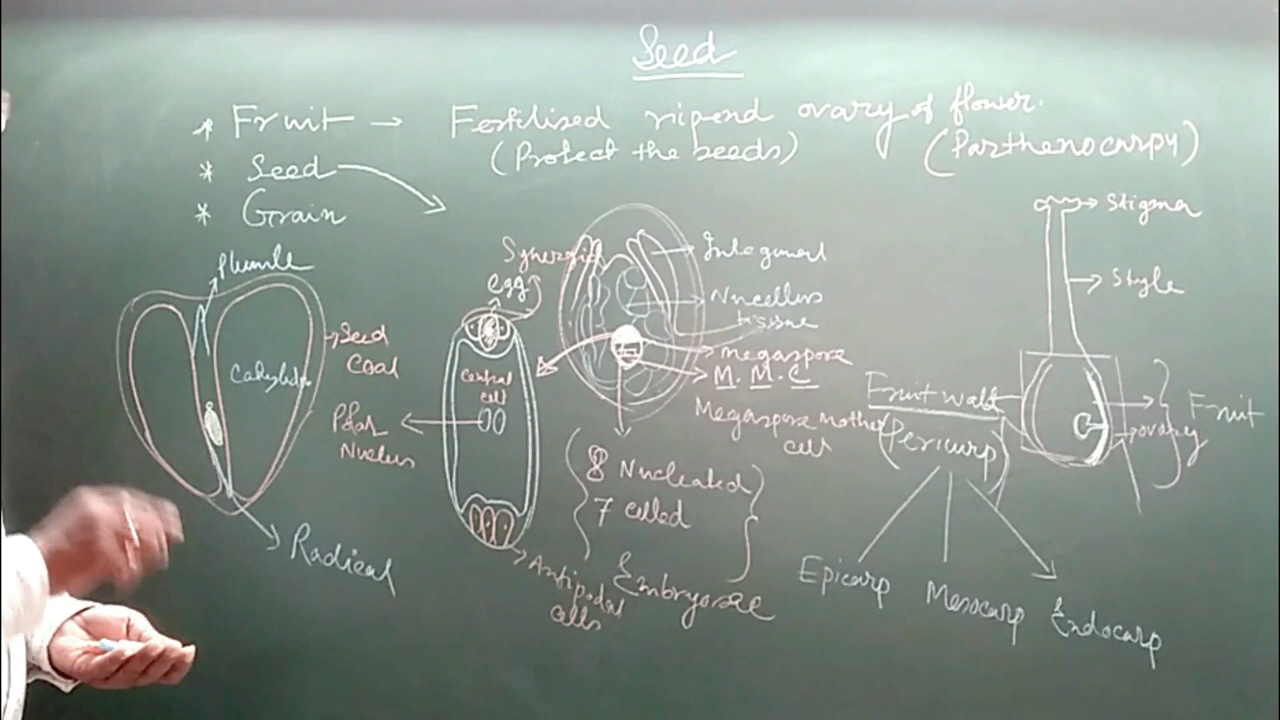 Seed
* Fruit → Fertilised ripend ovary of flower.
(Protect the seeds) (Parthenocarpy)
* Seed
* Grain
Plumule
Seed
Coat
Radical
Synergid
egg
central
cell
Polar
Nucleus
Antipodal
cells
Integument
Nucellus
tissue
megaspore
M. M. C
Megaspore mother
cell
8 Nucleated
7 celled
Embryosac
Stigma
Style
Fruit wall
(Pericarp)
ovary
Fruit
Epicarp
Mesocarp
Endocarp